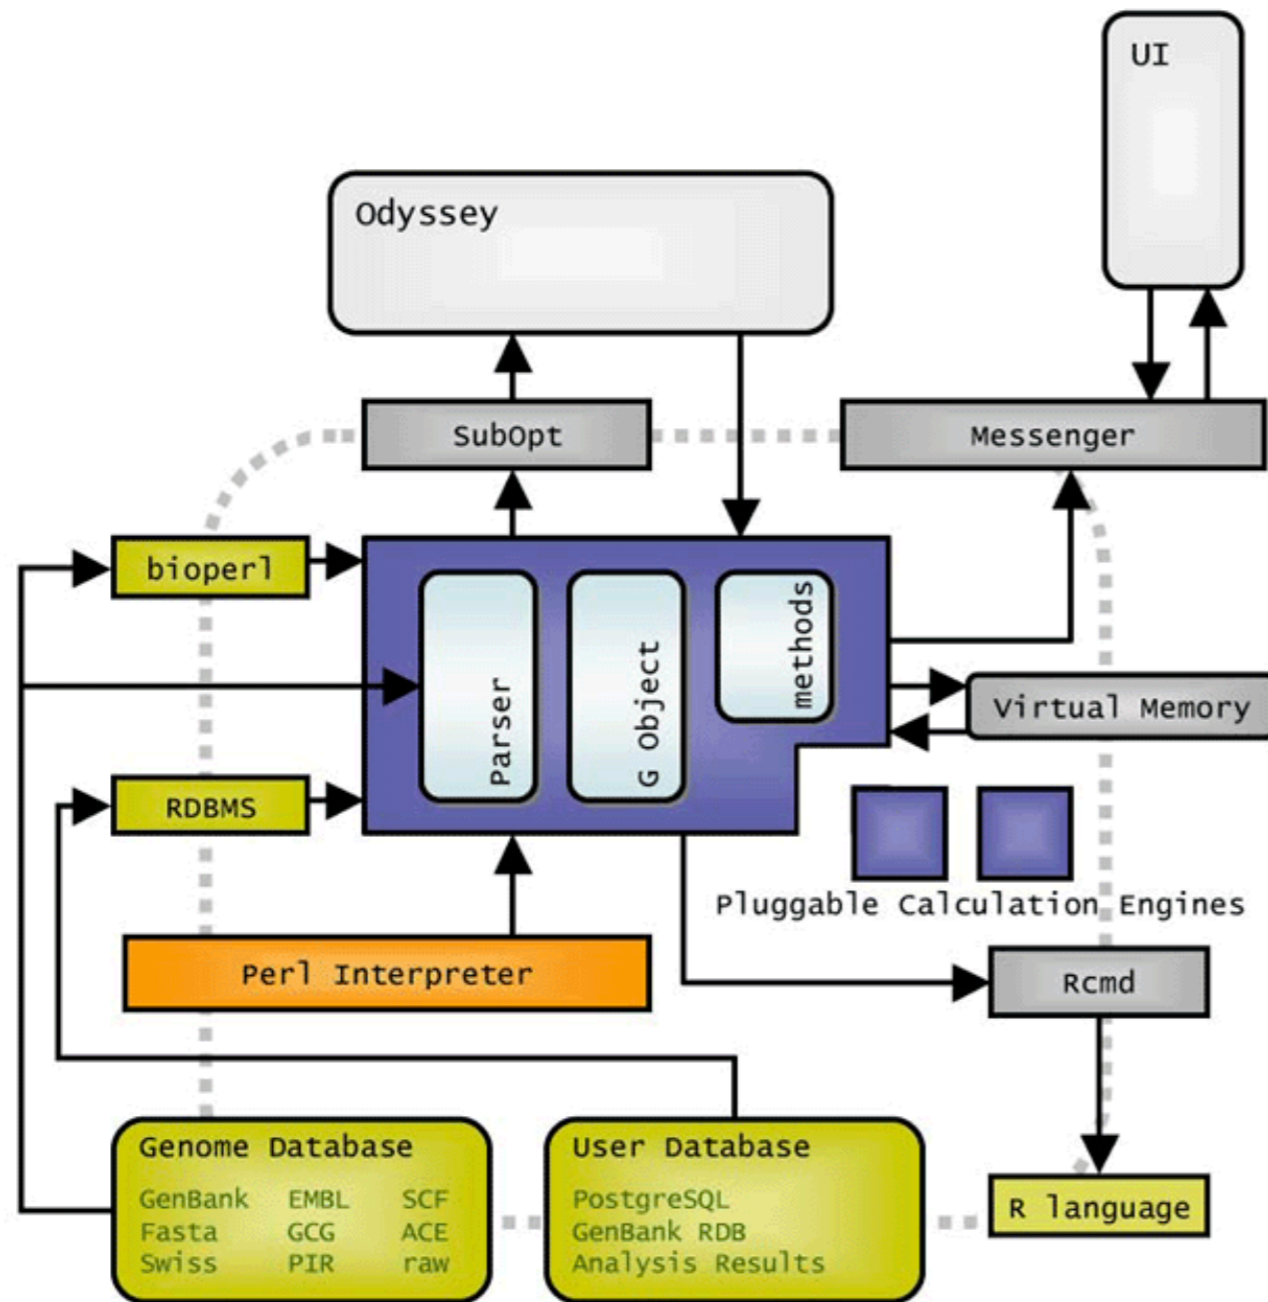 UI
Odyssey
SubOpt
Messenger
bioperl
Parser
G Object
methods
Virtual Memory
RDBMS
Pluggable Calculation Engines
Perl Interpreter
Rcmd
Genome Database
GenBank EMBL SCF
Fasta GCG ACE
Swiss PIR raw
User Database
PostgreSQL
GenBank RDB
Analysis Results
R language